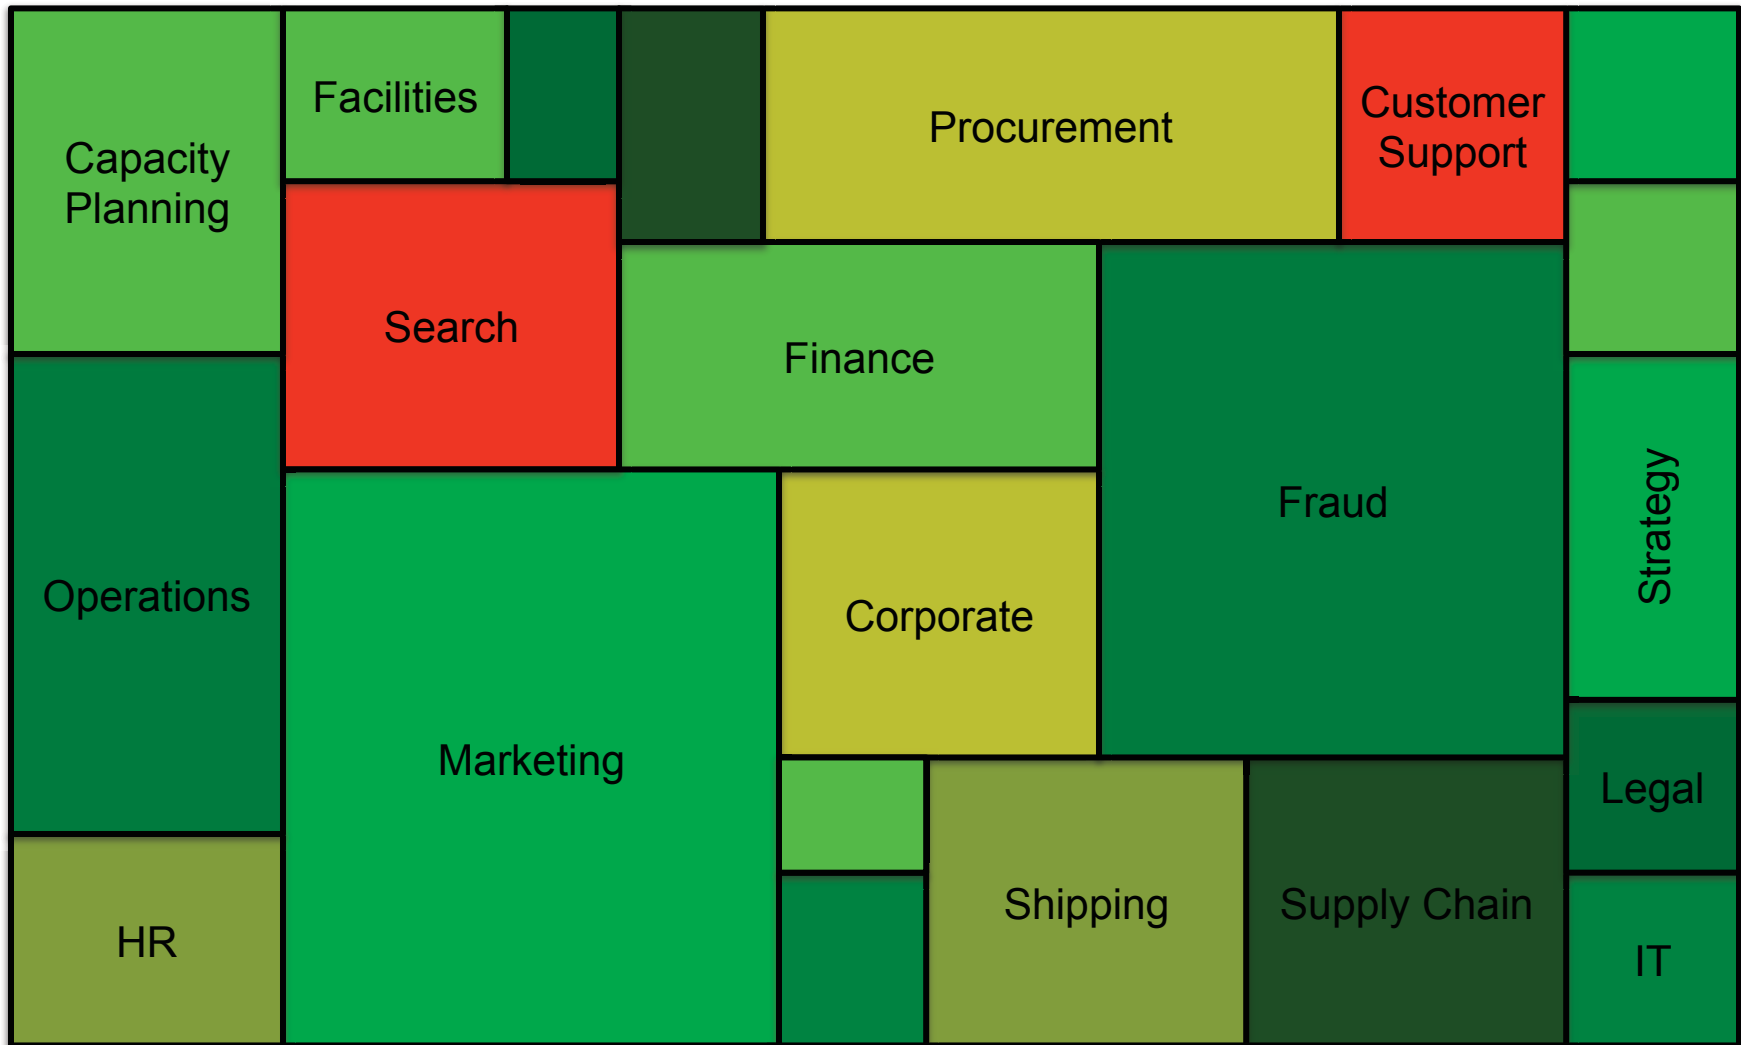 Capacity
Planning
Facilities
Procurement
Customer
Support
Search
Finance
Fraud
Strategy
Operations
Corporate
Marketing
Legal
HR
Shipping
Supply Chain
IT